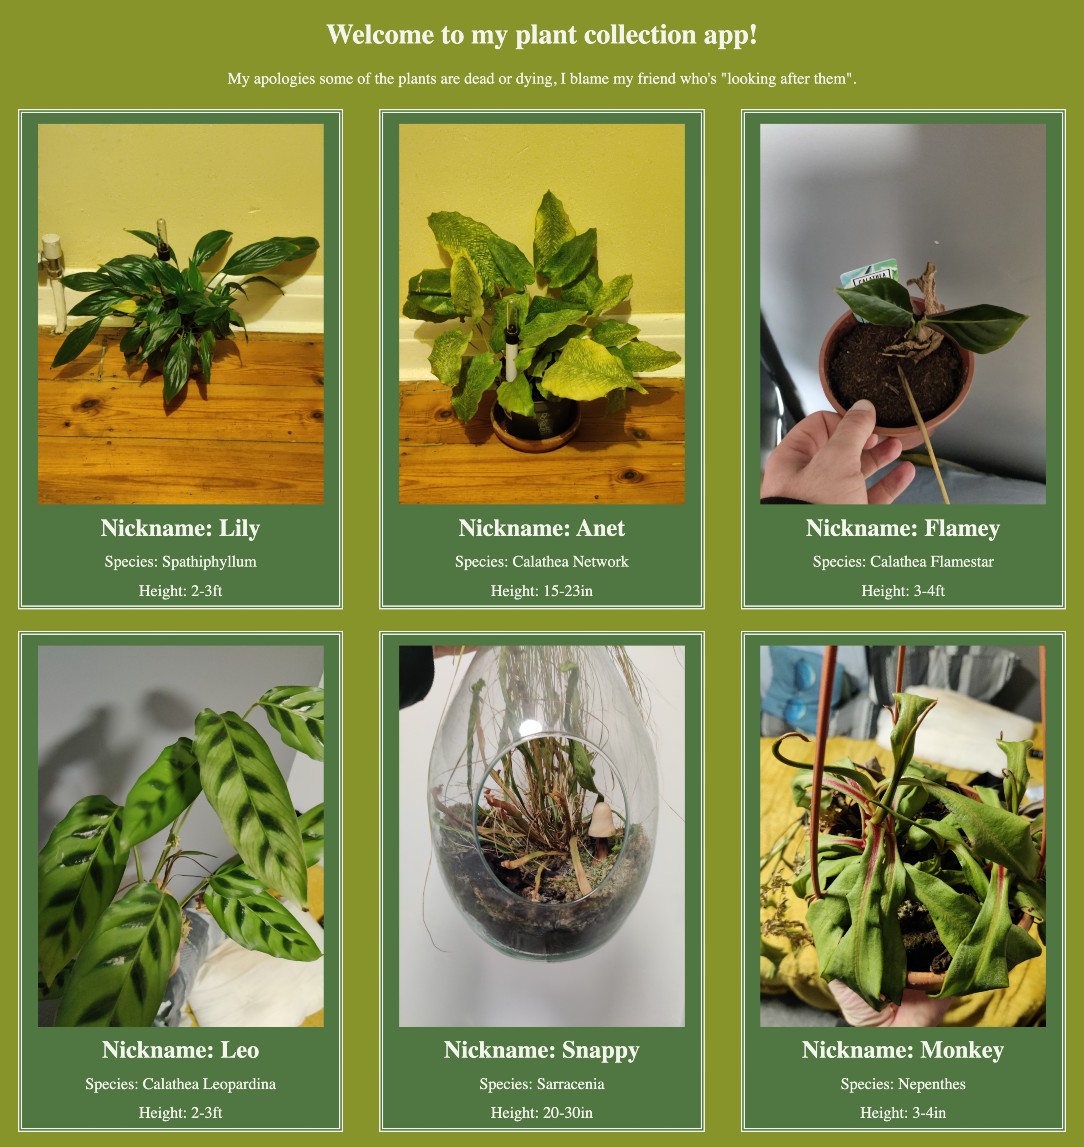 Welcome to my plant collection app!
My apologies some of the plants are dead or dying, I blame my friend who's "looking after them".
Nickname: Lily
Species: Spathiphyllum
Height: 2-3ft
Nickname: Anet
Species: Calathea Network
Height: 15-23in
Nickname: Flamey
Species: Calathea Flamestar
Height: 3-4ft
Nickname: Leo
Species: Calathea Leopardina
Height: 2-3ft
Nickname: Snappy
Species: Sarracenia
Height: 20-30in
Nickname: Monkey
Species: Nepenthes
Height: 3-4in